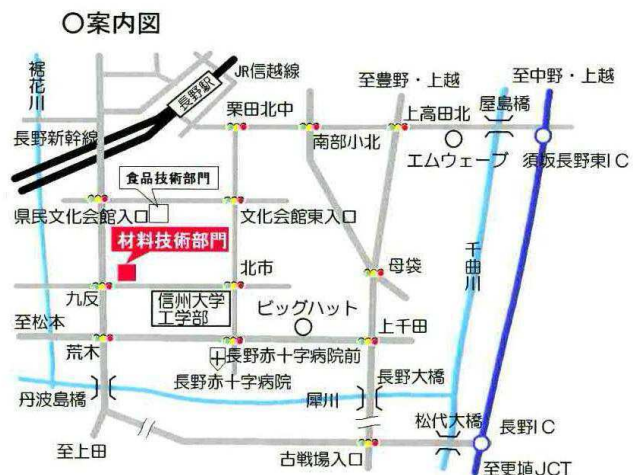 ○案内図
裾花川
JR信越線
長野駅
至豊野・上越
至中野・上越
栗田北中
上高田北
屋島橋
長野新幹線
南部小北
エムウェーブ
須坂長野東IC
食品技術部門
県民文化会館入口
文化会館東入口
材料技術部門
千曲川
北市
母袋
九反
信州大学
工学部
ビッグハット
至松本
上千田
荒木
長野赤十字病院前
長野赤十字病院
丹波島橋
犀川
長野大橋
松代大橋
長野IC
至上田
古戦場入口
至更埴JCT